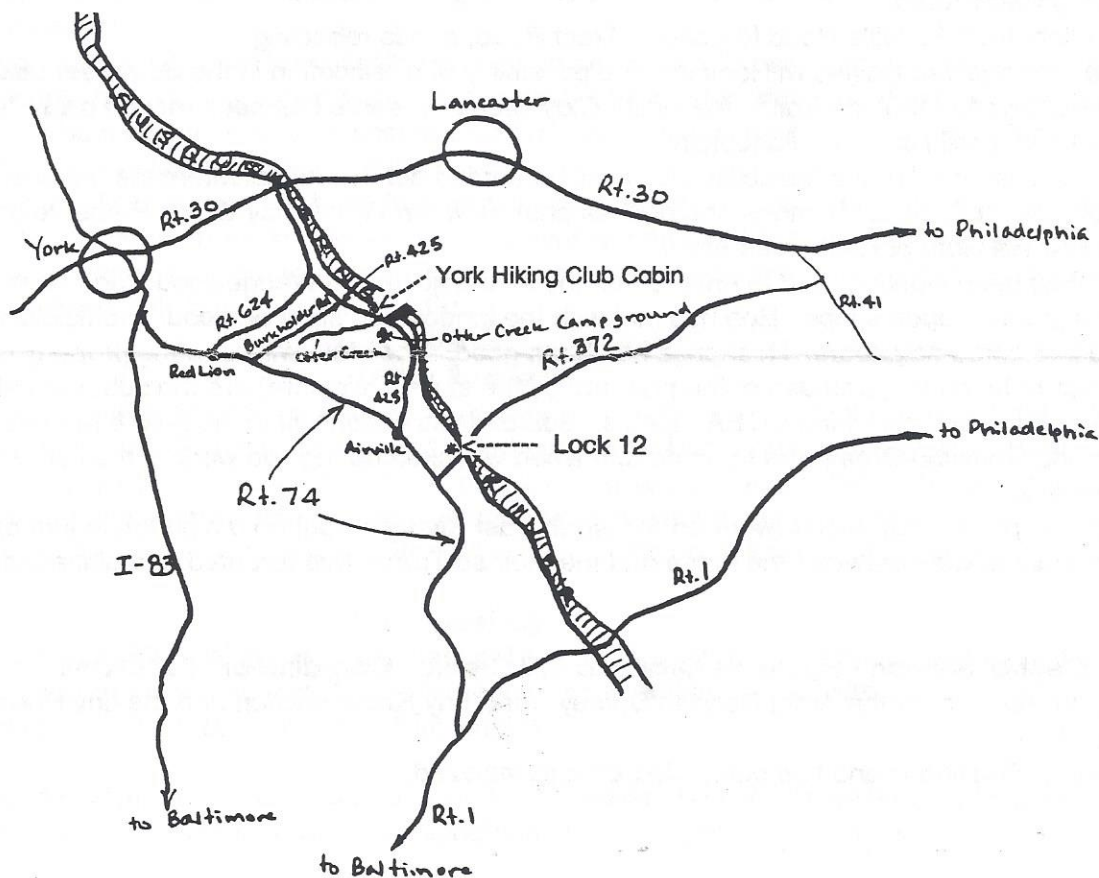 Lancaster
Rt.30
Rt.30
to Philadelphia
York
Rt.425
York Hiking Club Cabin
Rt.41
Rt.624
Burkholder Rd
Otter Creek Campground
Otter Creek
Rt.372
Red Lion
Rt.
425
to Philadelphia
Airville
Lock 12
Rt.74
I-83
Rt.1
to Baltimore
Rt.1
to Baltimore